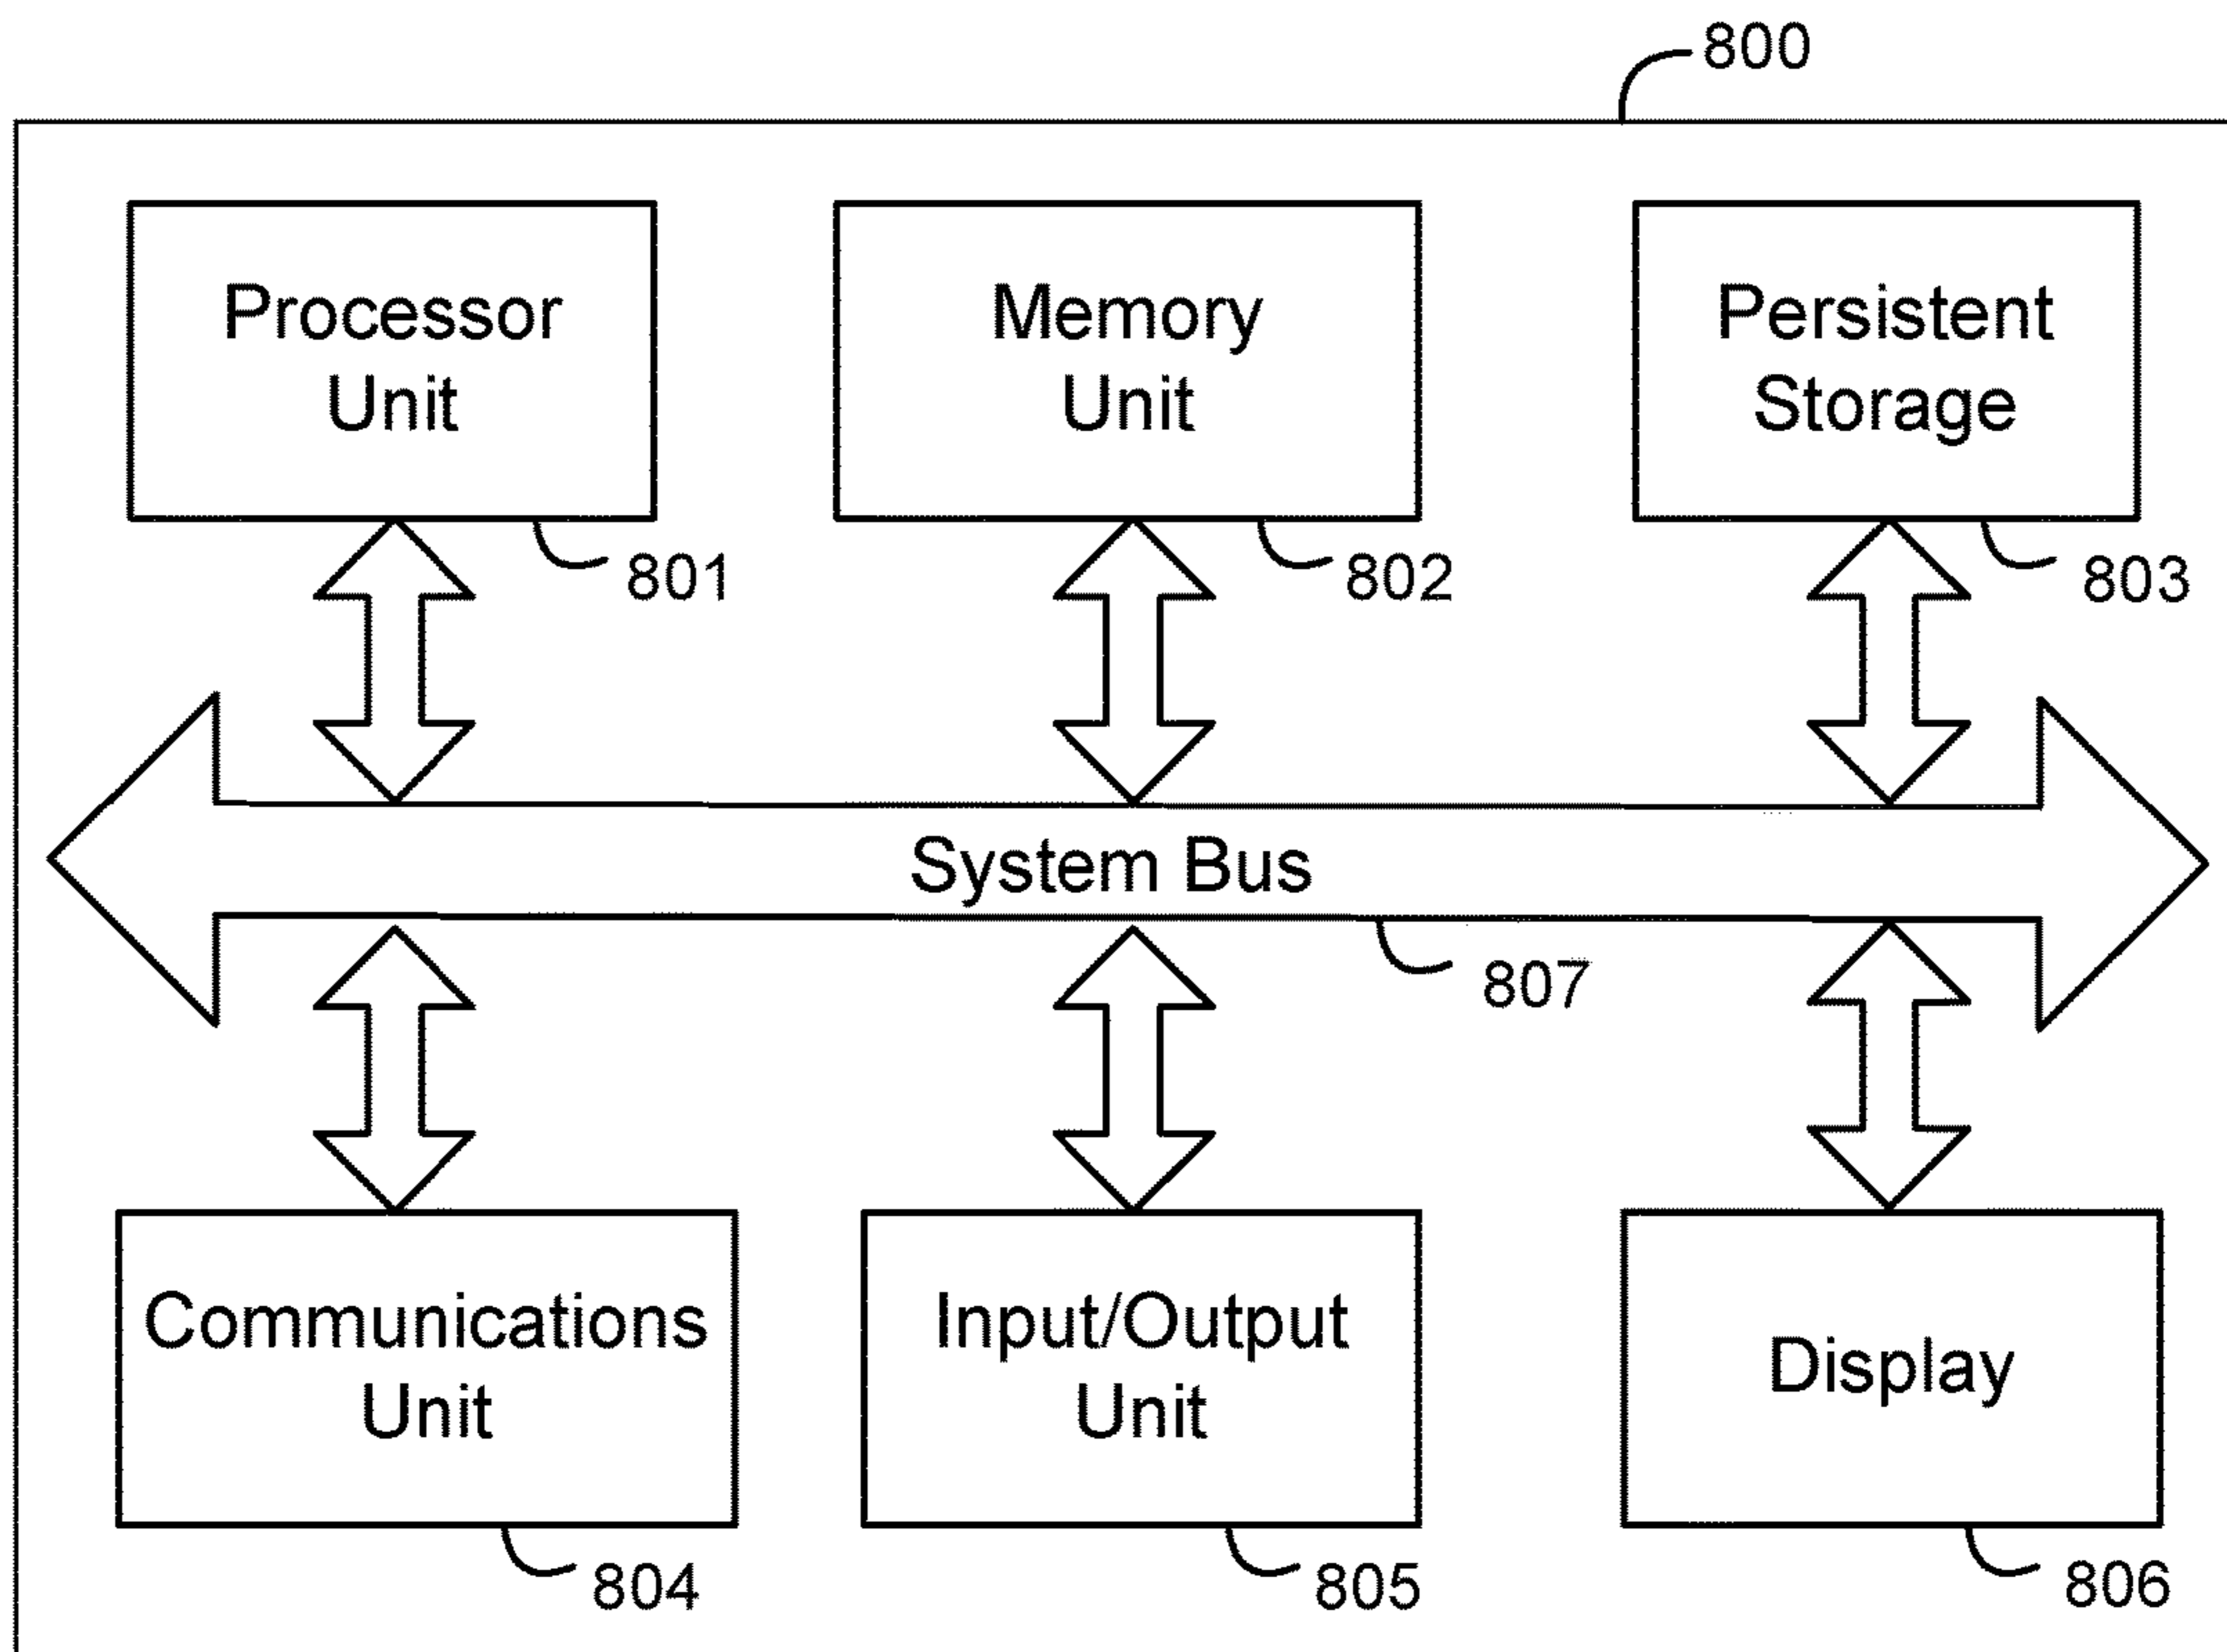 800
Processor
Unit
Memory
Unit
Persistent
Storage
801
802
803
System Bus
807
Communications
Unit
Input/Output
Unit
Display
804
805
806